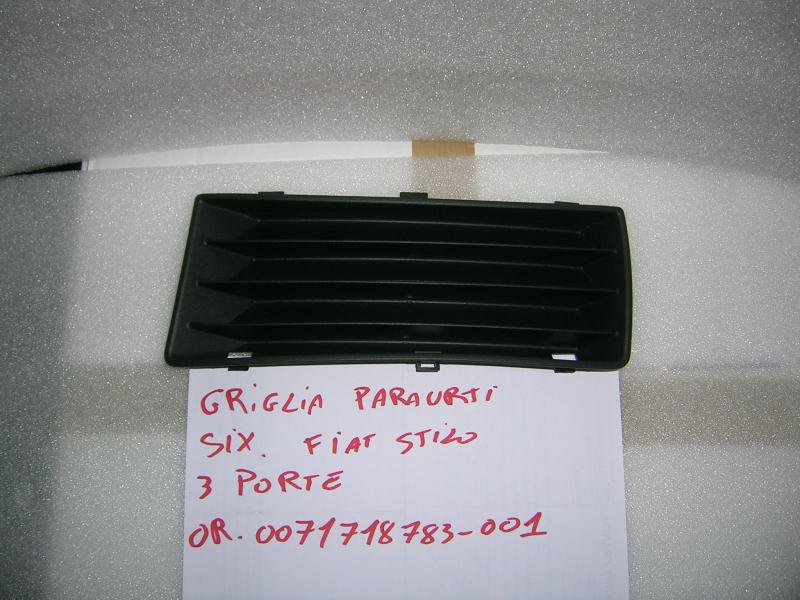 GRiGLiA PARAURTi
SiX. FiAT STiLO
3 PORTE
OR. 0071718783-001